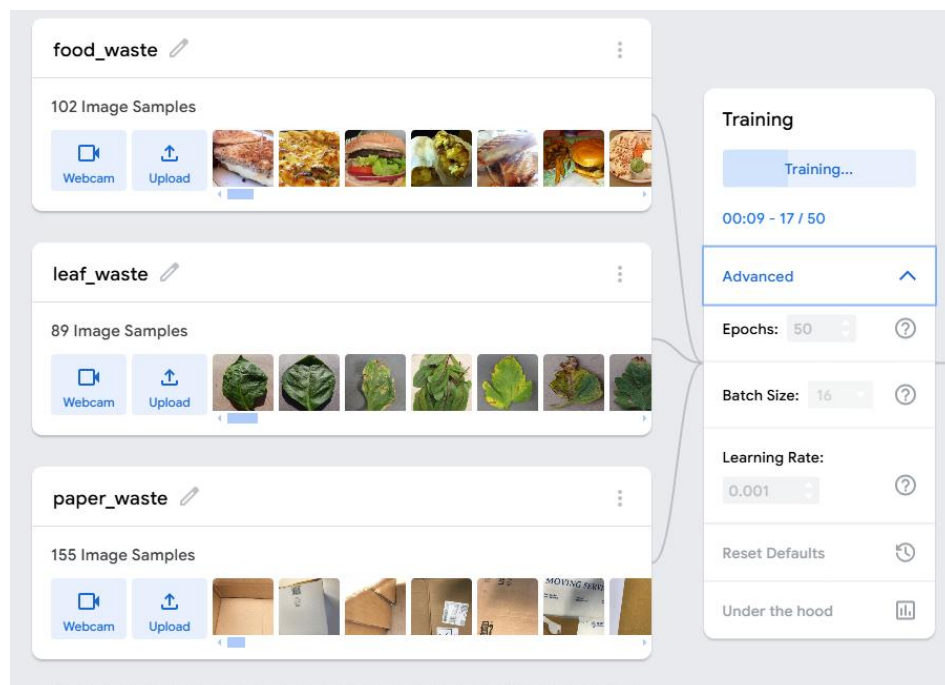 food_waste
102 Image Samples
Webcam
Upload
leaf_waste
89 Image Samples
Webcam
Upload
paper_waste
155 Image Samples
Webcam
Upload
MOVING SERVI
Training
Training...
00:09 - 17 / 50
Advanced
Epochs: 50
Batch Size: 16
Learning Rate:
0.001
Reset Defaults
Under the hood